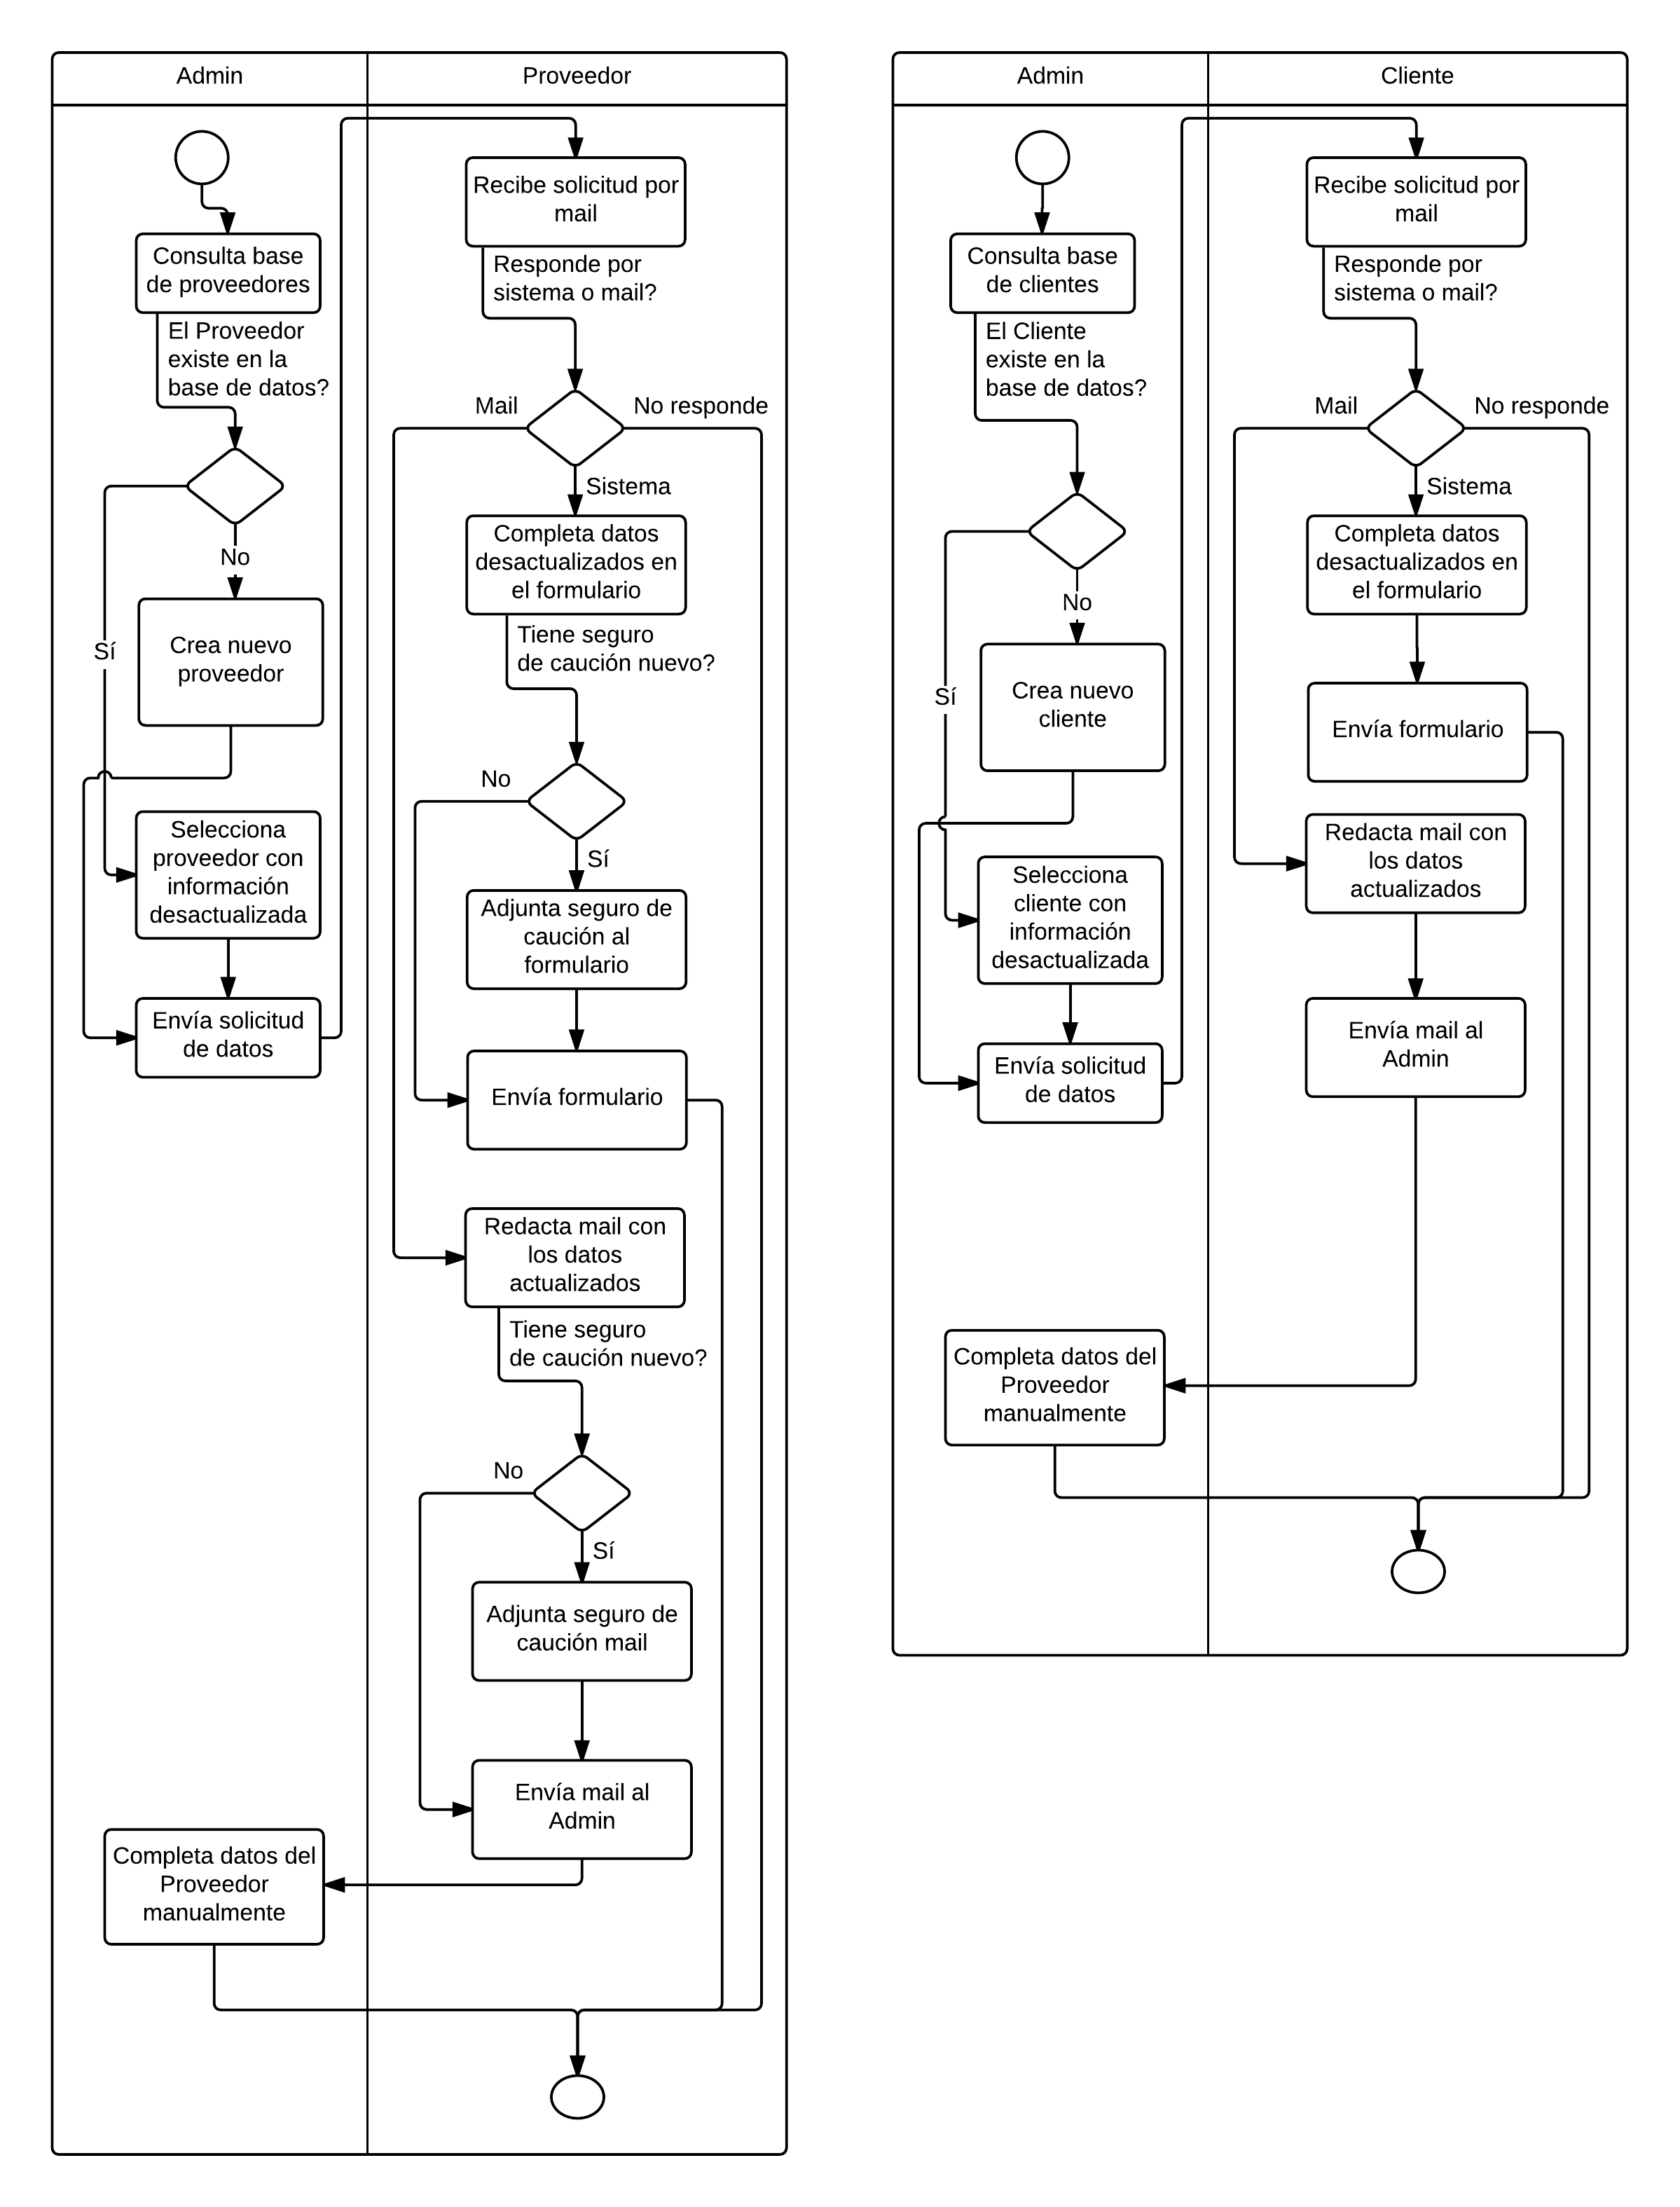 Admin
Proveedor
Consulta base
de proveedores
El Proveedor
existe en la
base de datos?
No
Sí
Crea nuevo
proveedor
Selecciona
proveedor con
información
desactualizada
Envía solicitud
de datos
Recibe solicitud por
mail
Responde por
sistema o mail?
Mail
No responde
Sistema
Completa datos
desactualizados en
el formulario
Tiene seguro
de caución nuevo?
No
Sí
Adjunta seguro de
caución al
formulario
Envía formulario
Redacta mail con
los datos
actualizados
Tiene seguro
de caución nuevo?
No
Sí
Adjunta seguro de
caución mail
Envía mail al
Admin
Completa datos del
Proveedor
manualmente
Admin
Cliente
Consulta base
de clientes
El Cliente
existe en la
base de datos?
No
Sí
Crea nuevo
cliente
Selecciona
cliente con
información
desactualizada
Envía solicitud
de datos
Recibe solicitud por
mail
Responde por
sistema o mail?
Mail
No responde
Sistema
Completa datos
desactualizados en
el formulario
Envía formulario
Redacta mail con
los datos
actualizados
Envía mail al
Admin
Completa datos del
Proveedor
manualmente